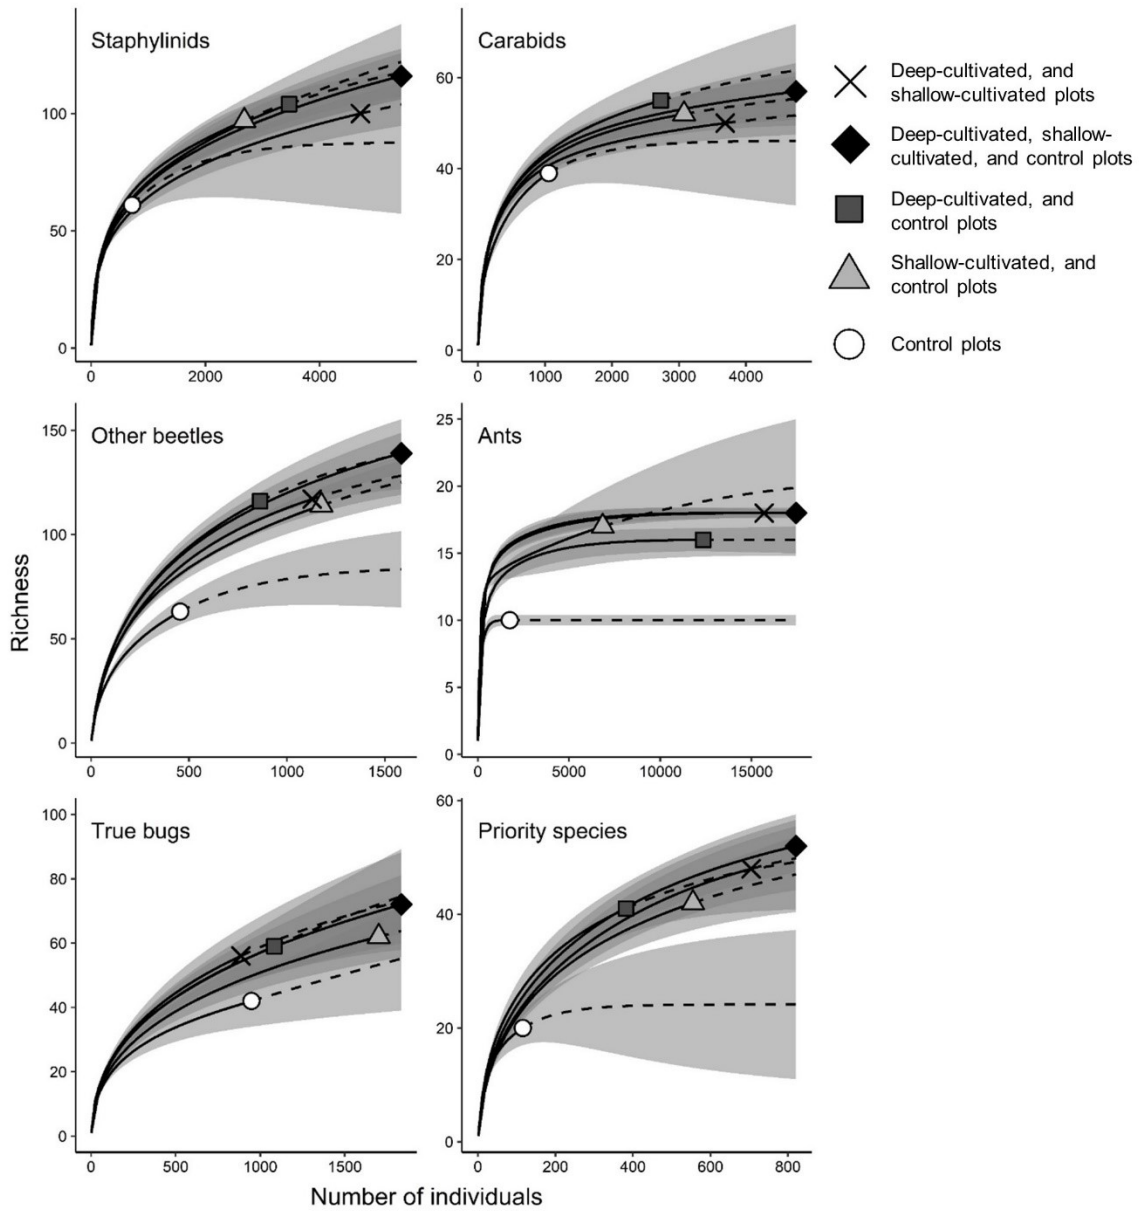 Staphylinids
100
50
0
0 2000 4000
Carabids
60
40
20
0
0 1000 2000 3000 4000
Deep-cultivated, and
shallow-cultivated plots
Deep-cultivated, shallow-
cultivated, and control plots
Deep-cultivated, and
control plots
Shallow-cultivated, and
control plots
Control plots
Richness
Other beetles
150
100
50
0
0 500 1000 1500
Ants
25
20
15
10
5
0
0 5000 10000 15000
True bugs
100
80
60
40
20
0
0 500 1000 1500
Priority species
60
40
20
0
0 200 400 600 800
Number of individuals